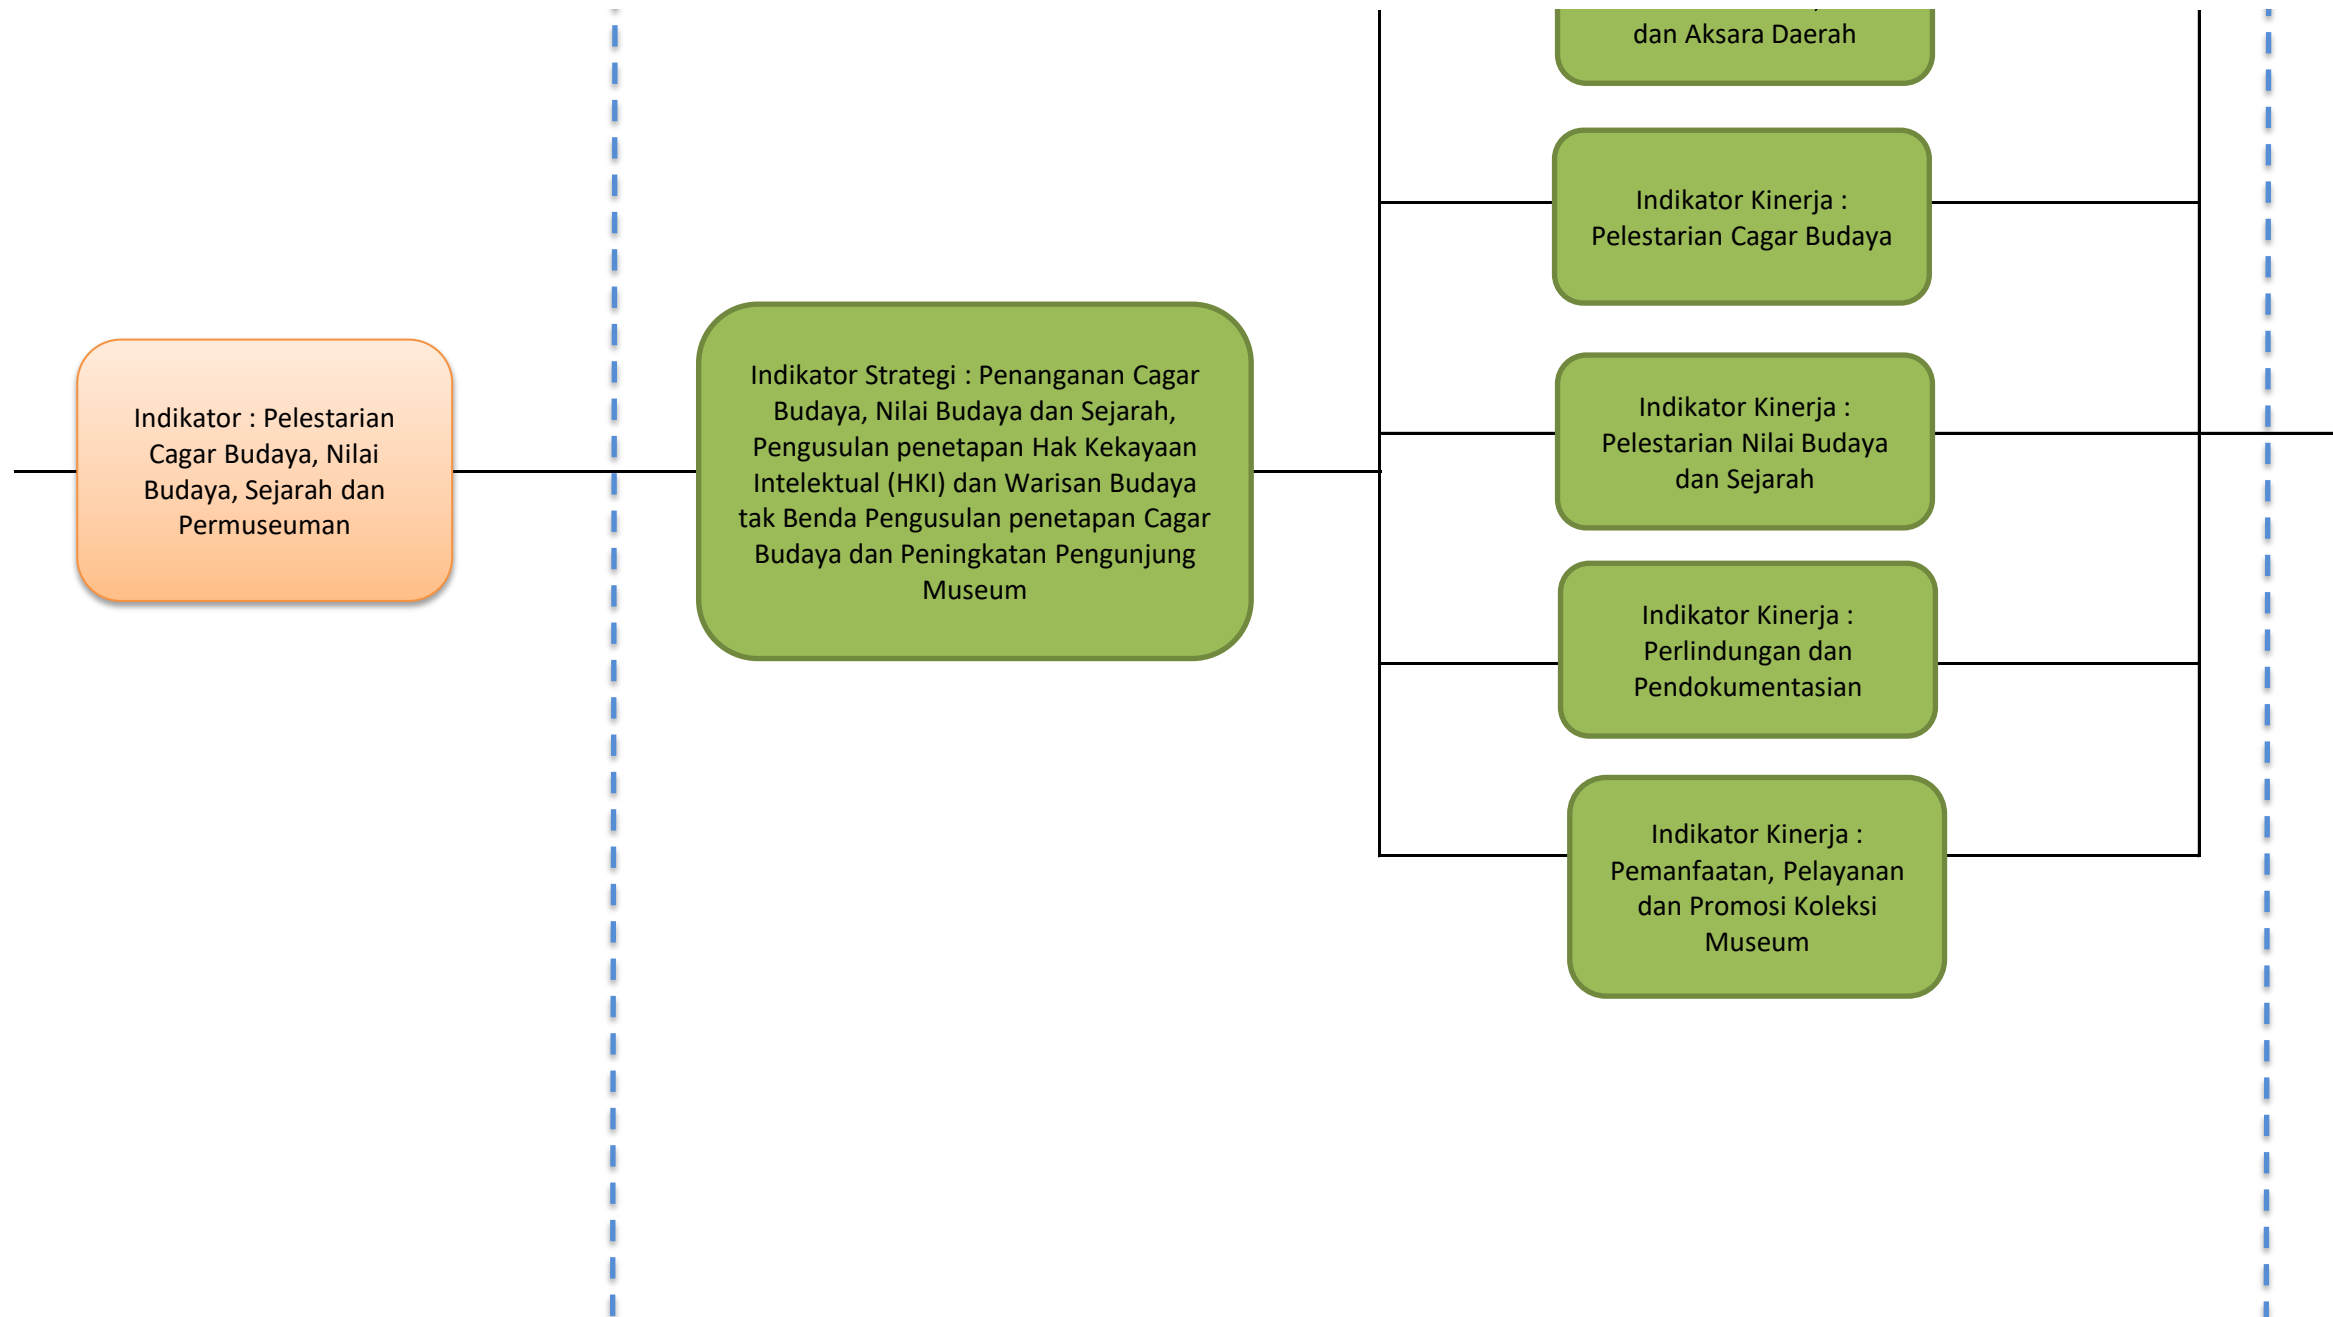 Indikator : Pelestarian
Cagar Budaya, Nilai
Budaya, Sejarah dan
Permuseuman
Indikator Strategi : Penanganan Cagar
Budaya, Nilai Budaya dan Sejarah,
Pengusulan penetapan Hak Kekayaan
Intelektual (HKI) dan Warisan Budaya
tak Benda Pengusulan penetapan Cagar
Budaya dan Peningkatan Pengunjung
Museum
dan Aksara Daerah
Indikator Kinerja :
Pelestarian Cagar Budaya
Indikator Kinerja :
Pelestarian Nilai Budaya
dan Sejarah
Indikator Kinerja :
Perlindungan dan
Pendokumentasian
Indikator Kinerja :
Pemanfaatan, Pelayanan
dan Promosi Koleksi
Museum